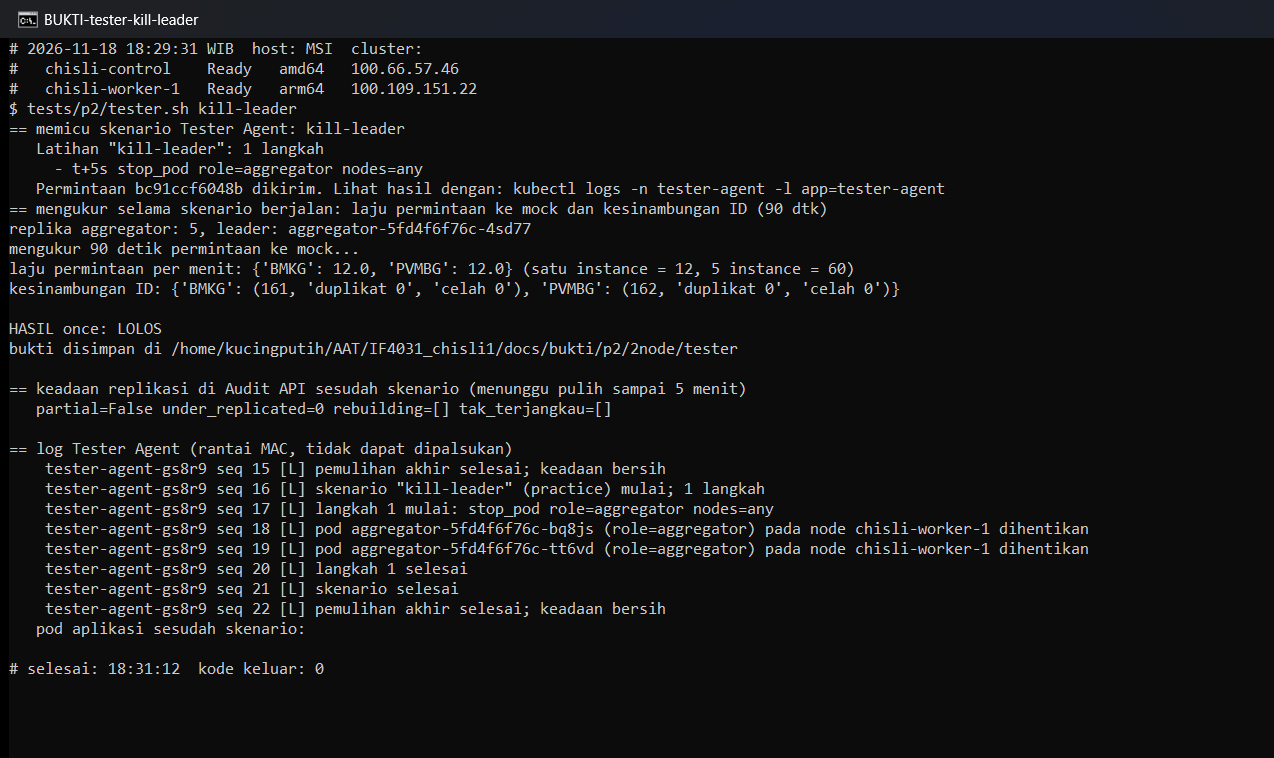 BUKTI-tester-kill-leader
# 2026-11-18 18:29:31 WIB  host: MSI  cluster:
#   chisli-control    Ready   amd64   100.66.57.46
#   chisli-worker-1   Ready   arm64   100.109.151.22
$ tests/p2/tester.sh kill-leader
== memicu skenario Tester Agent: kill-leader
   Latihan "kill-leader": 1 langkah
     - t+5s stop_pod role=aggregator nodes=any
   Permintaan bc91ccf6048b dikirim. Lihat hasil dengan: kubectl logs -n tester-agent -l app=tester-agent
== mengukur selama skenario berjalan: laju permintaan ke mock dan kesinambungan ID (90 dtk)
replika aggregator: 5, leader: aggregator-5fd4f6f76c-4sd77
mengukur 90 detik permintaan ke mock...
laju permintaan per menit: {'BMKG': 12.0, 'PVMBG': 12.0} (satu instance = 12, 5 instance = 60)
kesinambungan ID: {'BMKG': (161, 'duplikat 0', 'celah 0'), 'PVMBG': (162, 'duplikat 0', 'celah 0')}
HASIL once: LOLOS
bukti disimpan di /home/kucingputih/AAT/IF4031_chisli1/docs/bukti/p2/2node/tester
== keadaan replikasi di Audit API sesudah skenario (menunggu pulih sampai 5 menit)
   partial=False under_replicated=0 rebuilding=[] tak_terjangkau=[]
== log Tester Agent (rantai MAC, tidak dapat dipalsukan)
    tester-agent-gs8r9 seq 15 [L] pemulihan akhir selesai; keadaan bersih
    tester-agent-gs8r9 seq 16 [L] skenario "kill-leader" (practice) mulai; 1 langkah
    tester-agent-gs8r9 seq 17 [L] langkah 1 mulai: stop_pod role=aggregator nodes=any
    tester-agent-gs8r9 seq 18 [L] pod aggregator-5fd4f6f76c-bq8js (role=aggregator) pada node chisli-worker-1 dihentikan
    tester-agent-gs8r9 seq 19 [L] pod aggregator-5fd4f6f76c-tt6vd (role=aggregator) pada node chisli-worker-1 dihentikan
    tester-agent-gs8r9 seq 20 [L] langkah 1 selesai
    tester-agent-gs8r9 seq 21 [L] skenario selesai
    tester-agent-gs8r9 seq 22 [L] pemulihan akhir selesai; keadaan bersih
   pod aplikasi sesudah skenario:
# selesai: 18:31:12  kode keluar: 0